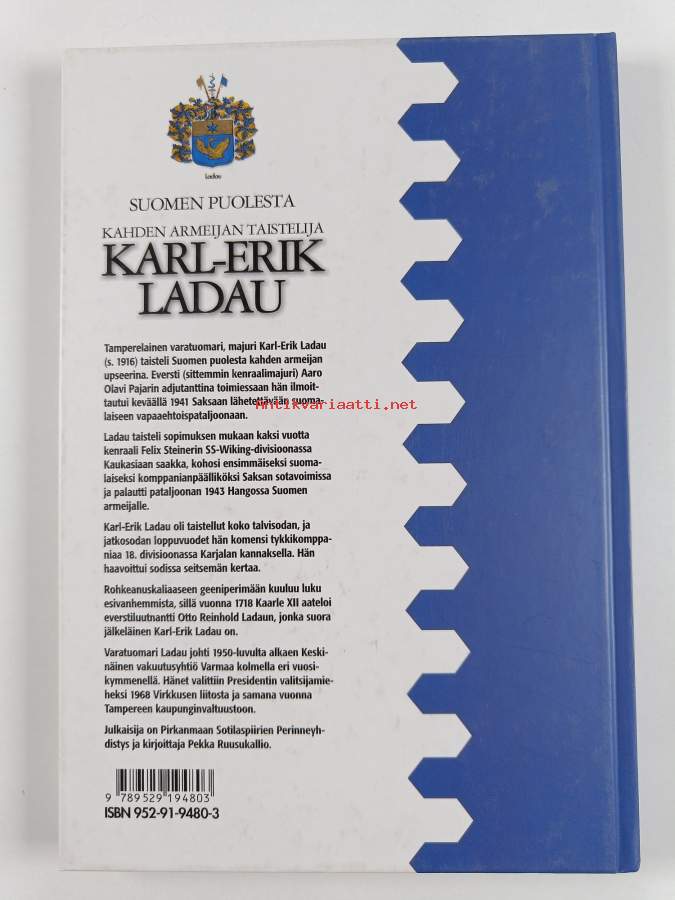 Ladau
SUOMEN PUOLESTA
KAHDEN ARMEIJAN TAISTELIJA
KARL-ERIK
LADAU
Tamperelainen varatuomari, majuri Karl-Erik Ladau
(s. 1916) taisteli Suomen puolesta kahden armeijan
upseerina. Eversti (sittemmin kenraalimajuri) Aaro
Olavi Pajarin adjutanttina toimiessaan hän ilmoit-
tautui keväällä 1941 Saksaan lähetettävään suoma-
laiseen vapaaehtoispataljoonaan.
Antikvariaatti.net
Ladau taisteli sopimuksen mukaan kaksi vuotta
kenraali Felix Steinerin SS-Wiking-divisioonassa
Kaukasiaan saakka, kohosi ensimmäiseksi suoma-
laiseksi komppanianpäälliköksi Saksan sotavoimissa
ja palautti pataljoonan 1943 Hangossa Suomen
armeijalle.
Karl-Erik Ladau oli taistellut koko talvisodan, ja
jatkosodan loppuvuodet hän komensi tykkikomppa-
niaa 18. divisioonassa Karjalan kannaksella. Hän
haavoittui sodissa seitsemän kertaa.
Rohkeanuskaliaaseen geeniperimään kuuluu luku
esivanhemmista, sillä vuonna 1718 Kaarle XII aateloi
everstiluutnantti Otto Reinhold Ladaun, jonka suora
jälkeläinen Karl-Erik Ladau on.
Varatuomari Ladau johti 1950-luvulta alkaen Keski-
näinen vakuutusyhtiö Varmaa kolmella eri vuosi-
kymmenellä. Hänet valittiin Presidentin valitsijamie-
heksi 1968 Virkkusen liitosta ja samana vuonna
Tampereen kaupunginvaltuustoon.
Julkaisija on Pirkanmaan Sotilaspiirien Perinneyh-
distys ja kirjoittaja Pekka Ruusukallio.
9 789529 194803
ISBN 952-91-9480-3